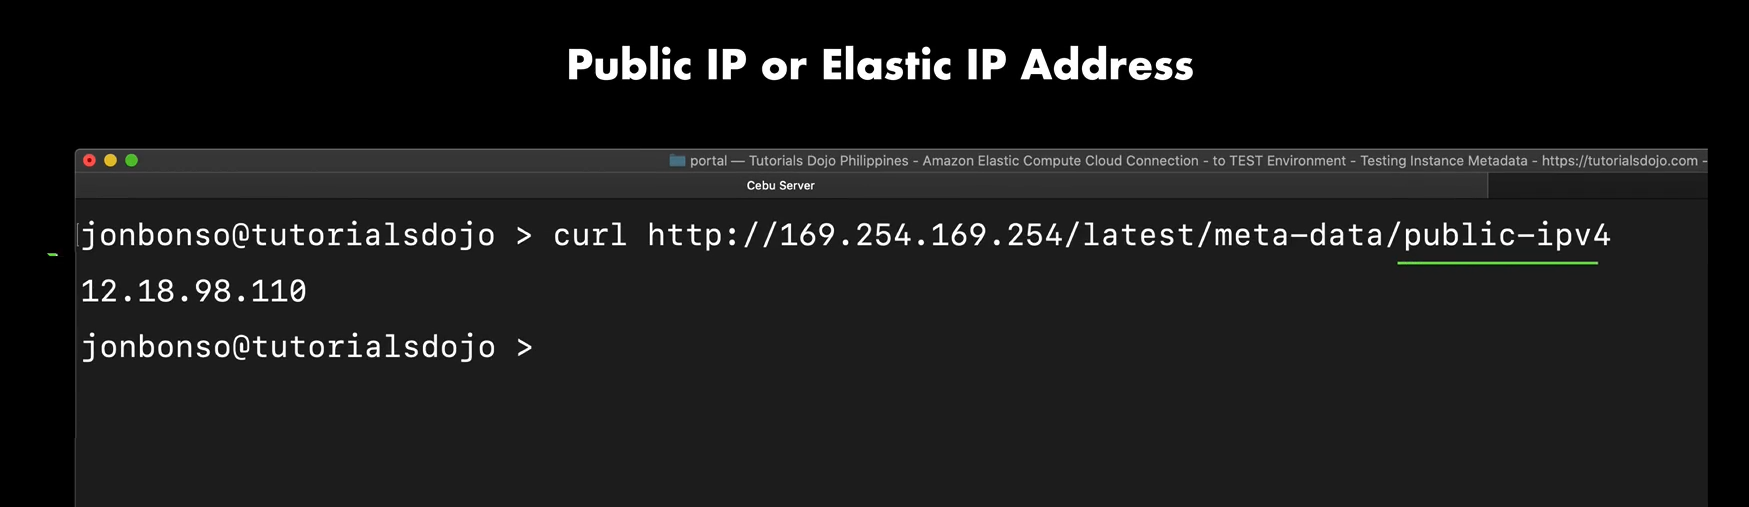 Public IP or Elastic IP Address
portal — Tutorials Dojo Philippines - Amazon Elastic Compute Cloud Connection - to TEST Environment - Testing Instance Metadata - https://tutorialsdojo.com -
Cebu Server
jonbonso@tutorialsdojo > curl http://169.254.169.254/latest/meta-data/public-ipv4
12.18.98.110
jonbonso@tutorialsdojo >